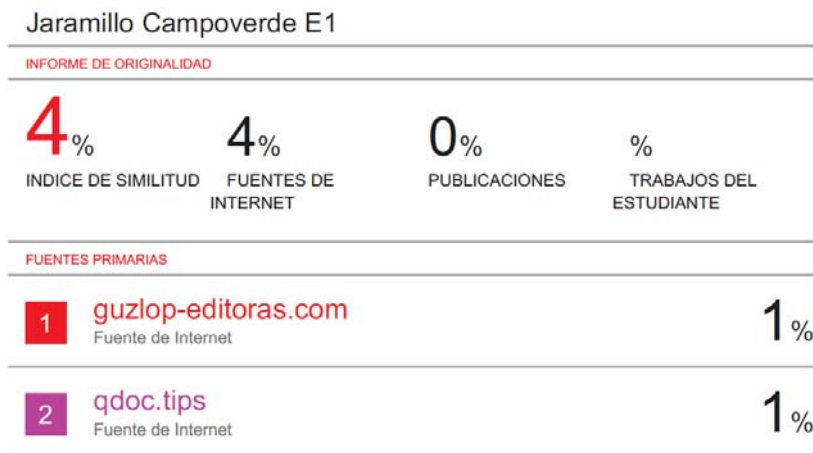 Jaramillo Campoverde E1
INFORME DE ORIGINALIDAD
4%
INDICE DE SIMILITUD
4%
FUENTES DE
INTERNET
0%
PUBLICACIONES
%
TRABAJOS DEL
ESTUDIANTE
FUENTES PRIMARIAS
1
guzlop-editoras.com
Fuente de Internet
1%
2
qdoc.tips
Fuente de Internet
1%